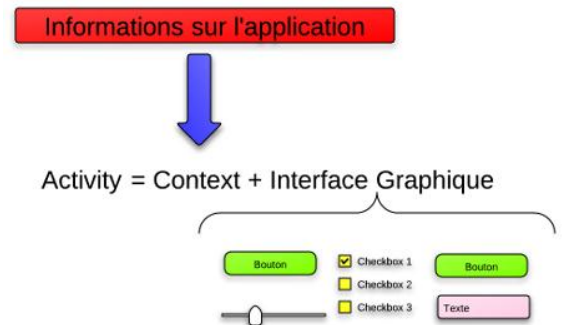 Informations sur l'application
Activity = Context + Interface Graphique
Bouton
Checkbox 1
Bouton
Checkbox 2
Checkbox 3
Texte